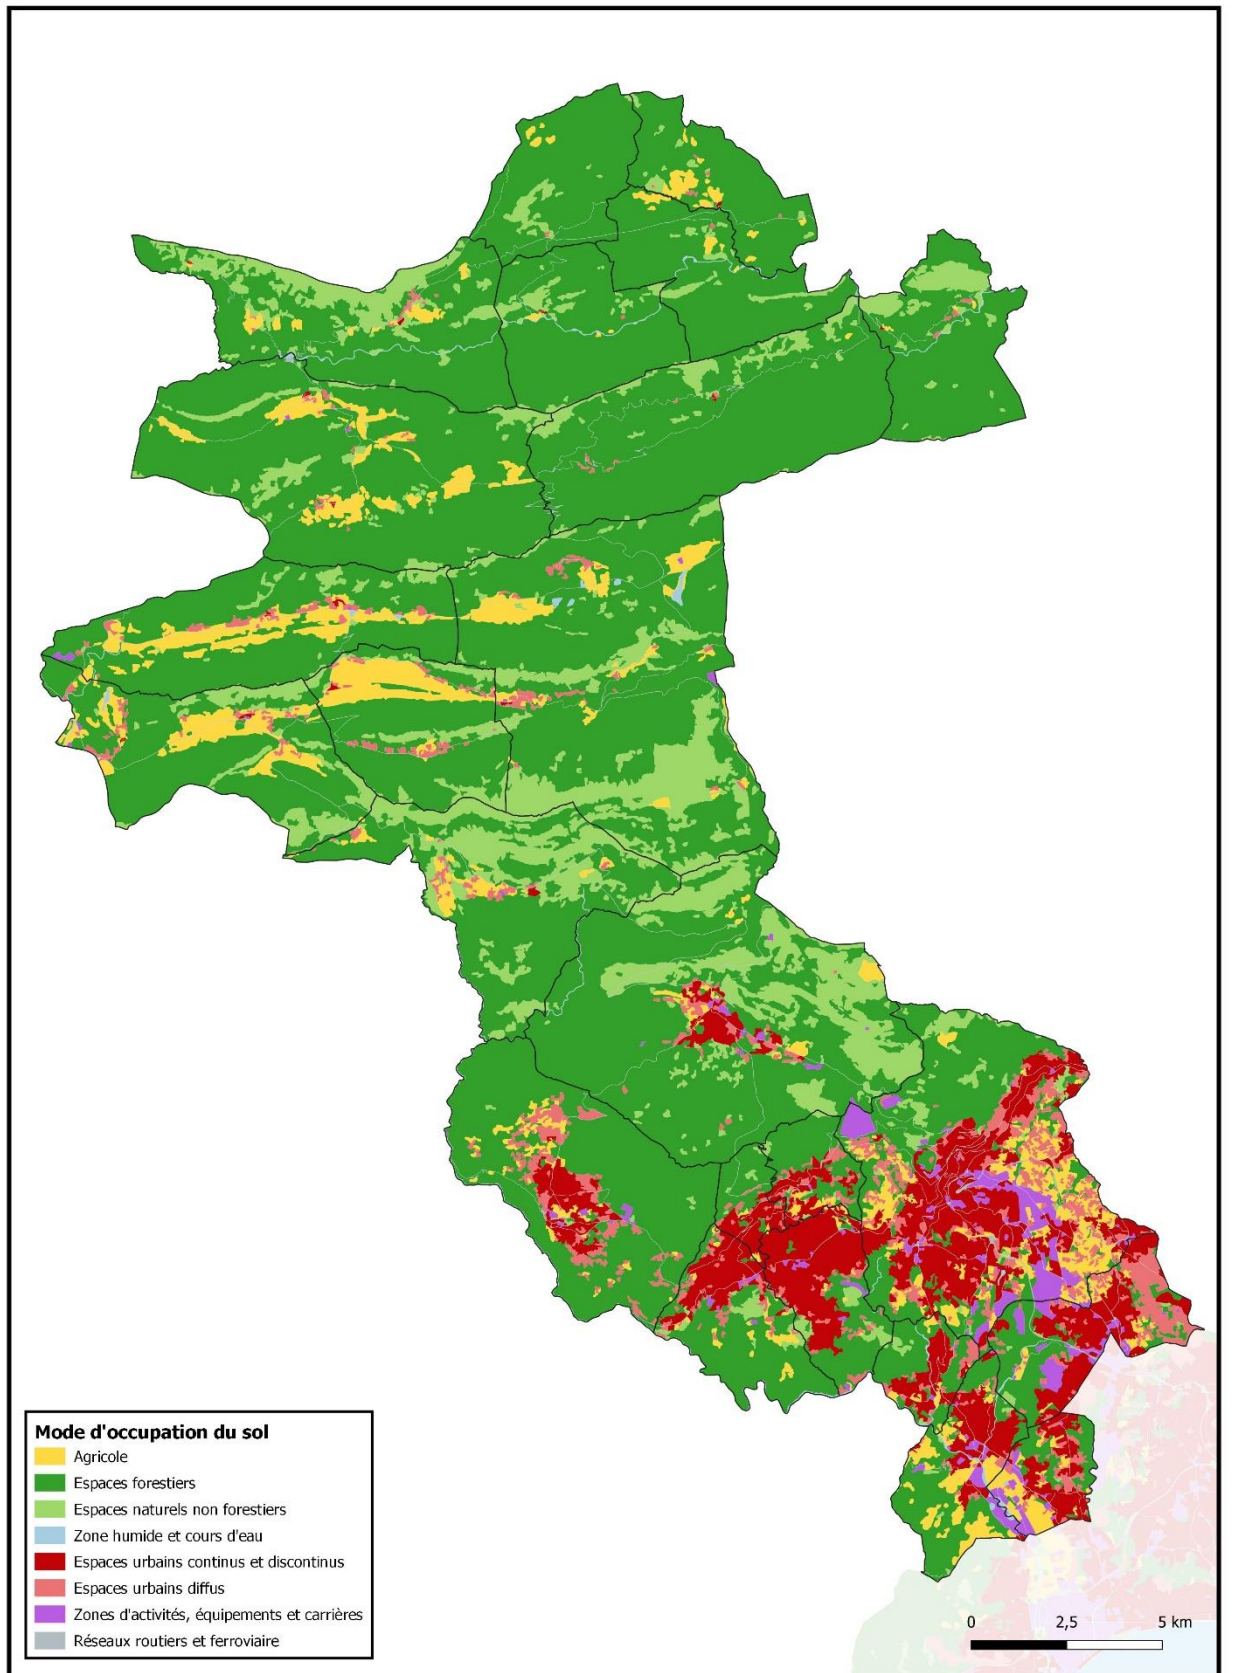 Mode d'occupation du sol
Agricole
Espaces forestiers
Espaces naturels non forestiers
Zone humide et cours d'eau
Espaces urbains continus et discontinus
Espaces urbains diffus
Zones d'activités, équipements et carrières
Réseaux routiers et ferroviaire
0 2,5 5 km